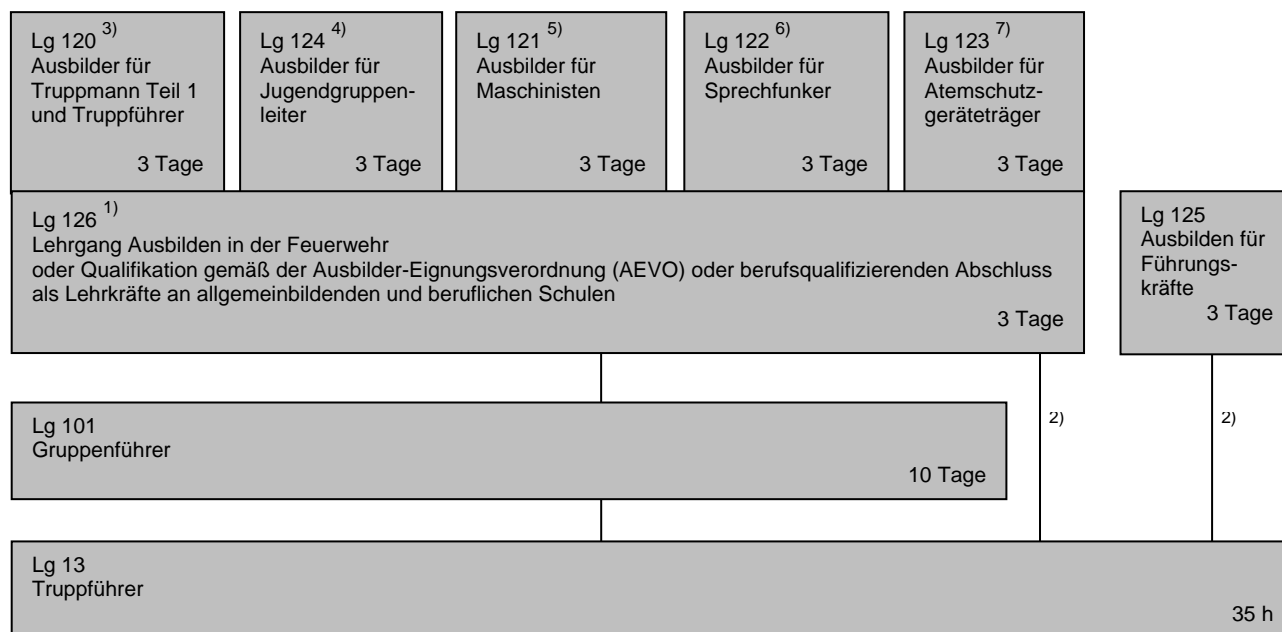 Lg 120 3)
Ausbilder für
Truppmann Teil 1
und Truppführer
3 Tage
Lg 124 4)
Ausbilder für
Jugendgruppen-
leiter
3 Tage
Lg 121 5)
Ausbilder für
Maschinisten
3 Tage
Lg 122 6)
Ausbilder für
Sprechfunker
3 Tage
Lg 123 7)
Ausbilder für
Atemschutz-
geräteträger
3 Tage
Lg 126 1)
Lehrgang Ausbilden in der Feuerwehr
oder Qualifikation gemäß der Ausbilder-Eignungsverordnung (AEVO) oder berufsqualifizierenden Abschluss
als Lehrkräfte an allgemeinbildenden und beruflichen Schulen
3 Tage
Lg 125
Ausbilden für
Führungs-
kräfte
3 Tage
2)
2)
Lg 101
Gruppenführer
10 Tage
Lg 13
Truppführer
35 h